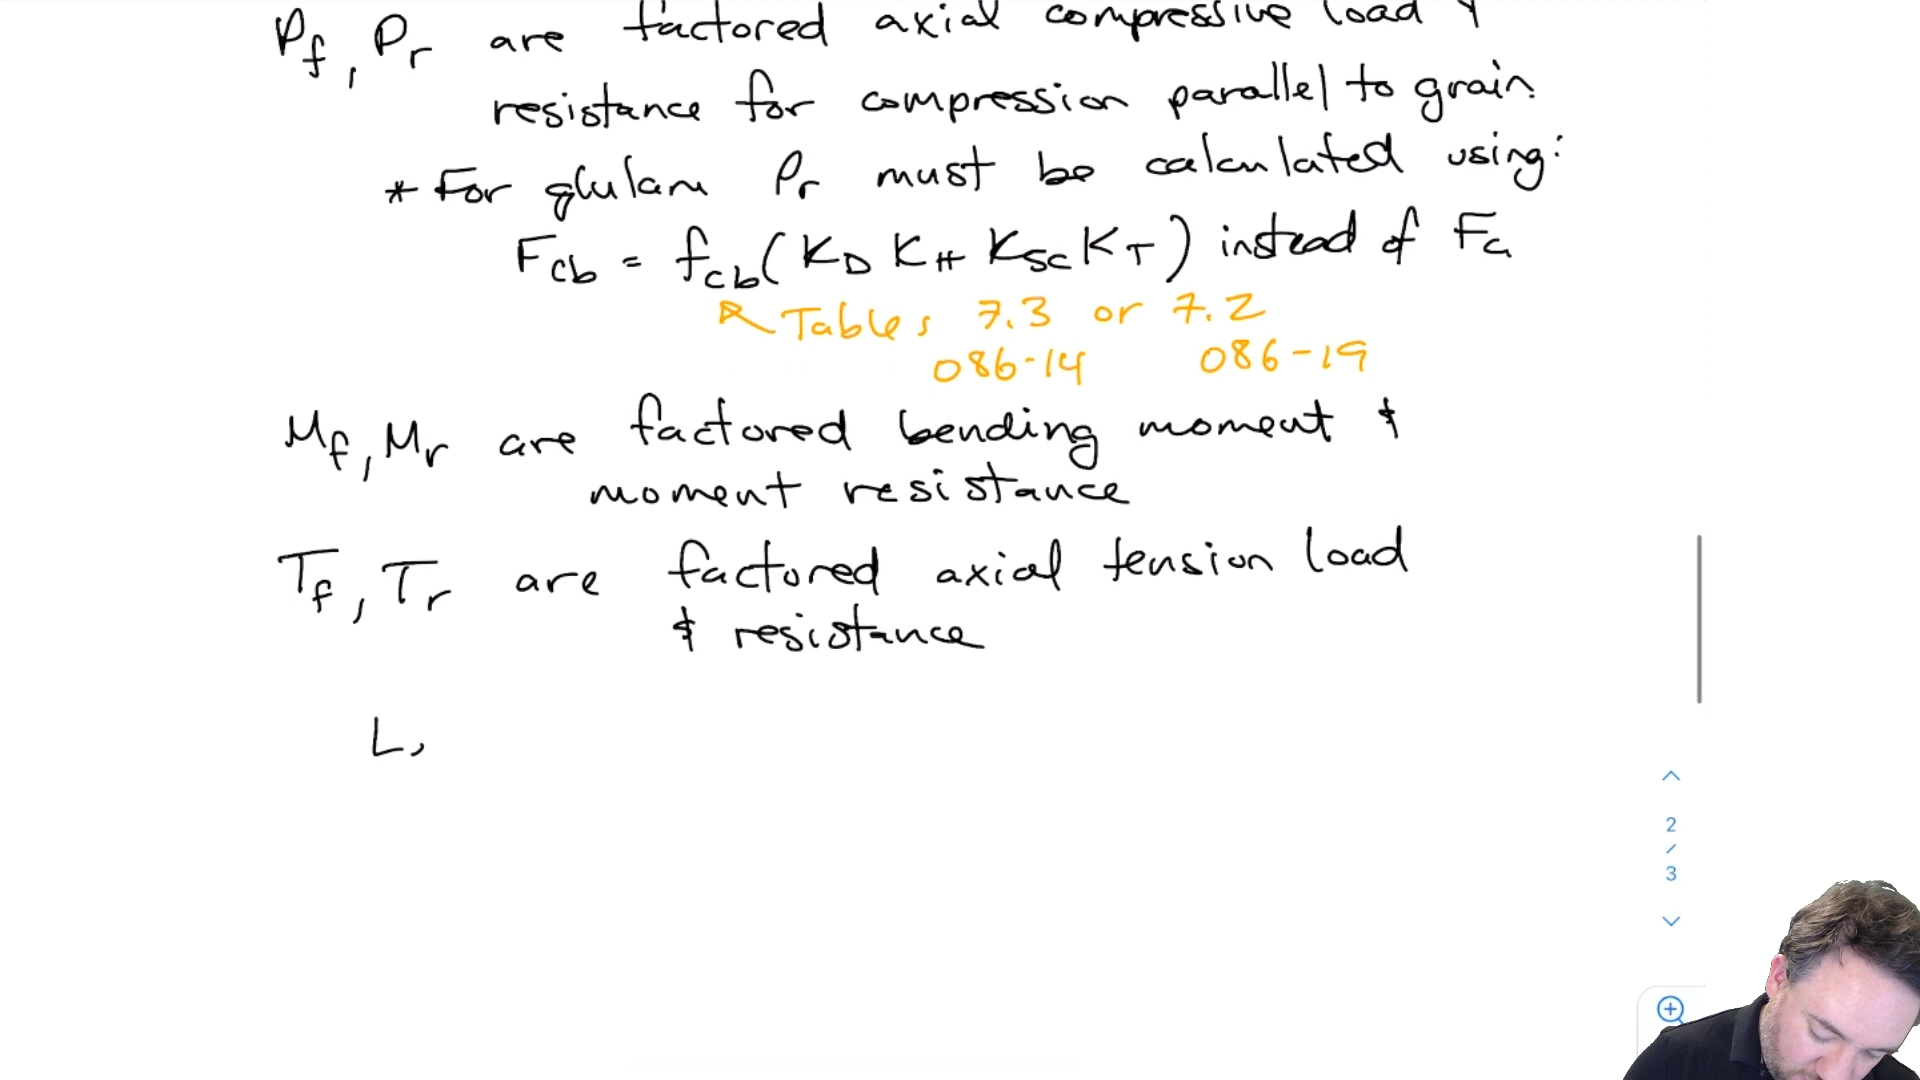 Pf, Pr are factored axial compressive load &
resistance for compression parallel to grain.
* For glulam Pr must be calculated using:
Fcb = fcb(KD KH KSC KT) instead of Fc
Tables 7.3 or 7.2
O86-14 O86-19
Mf, Mr are factored bending moment &
moment resistance
Tf, Tr are factored axial tension load
& resistance
L,
2
/
3